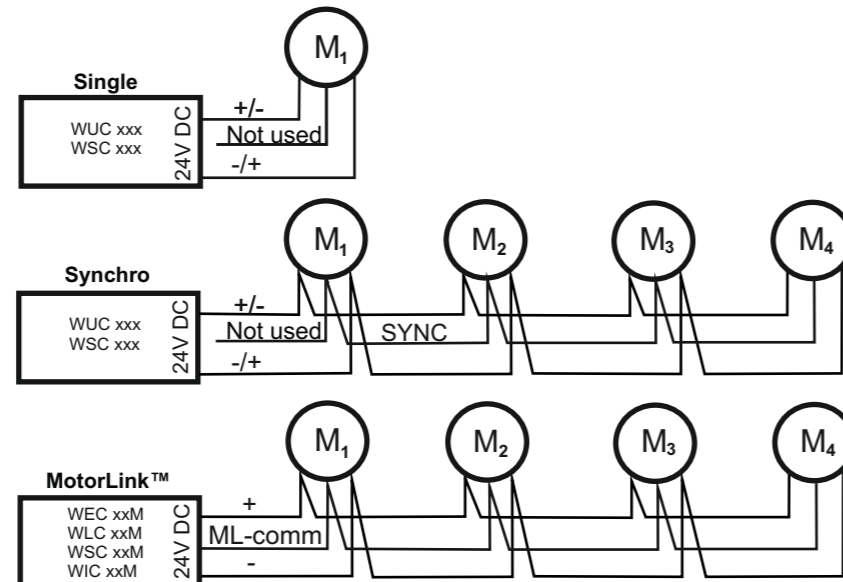 M₁
Single
+/-
WUC xxx
WSC xxx
24V DC
Not used
-/+
M₁ M₂ M₃ M₄
Synchro
+/-
WUC xxx
WSC xxx
24V DC
Not used SYNC
-/+
M₁ M₂ M₃ M₄
MotorLink™
+
WEC xxM
WLC xxM
WSC xxM
WIC xxM
24V DC
ML-comm
-